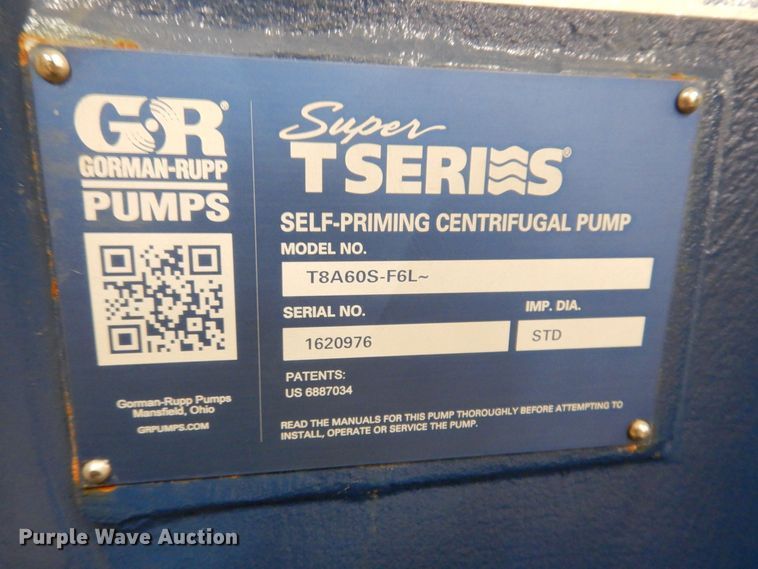 G·R®
GORMAN-RUPP
PUMPS
Gorman-Rupp Pumps
Mansfield, Ohio
GRPUMPS.COM
Super
T SERIES®
SELF-PRIMING CENTRIFUGAL PUMP
MODEL NO.
T8A60S-F6L~
SERIAL NO.
1620976
IMP. DIA.
STD
PATENTS:
US 6887034
READ THE MANUALS FOR THIS PUMP THOROUGHLY BEFORE ATTEMPTING TO
INSTALL, OPERATE OR SERVICE THE PUMP.
Purple Wave Auction